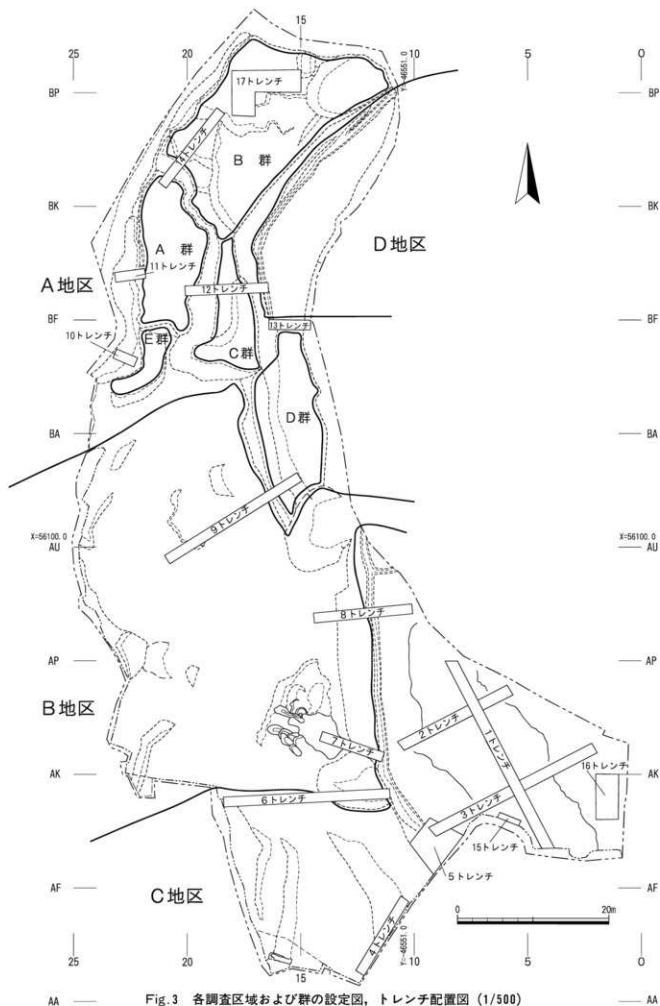 25
20
15
10
5
0
Y=-46551.0
BP
BP
17トレンチ
14トレンチ
B 群
BK
BK
A 群
D地区
A地区
11トレンチ
12トレンチ
BF
BF
13トレンチ
10トレンチ
E群
C群
D群
BA
BA
9トレンチ
X=56100.0
X=56100.0
AU
AU
8トレンチ
AP
AP
B地区
2トレンチ
1トレンチ
7トレンチ
AK
AK
16トレンチ
6トレンチ
3トレンチ
15トレンチ
5トレンチ
C地区
AF
AF
4トレンチ
0
20m
Y=-46551.0
25
20
15
10
5
0
AA
AA
Fig.3 各調査区域および群の設定図，トレンチ配置図 (1/500)